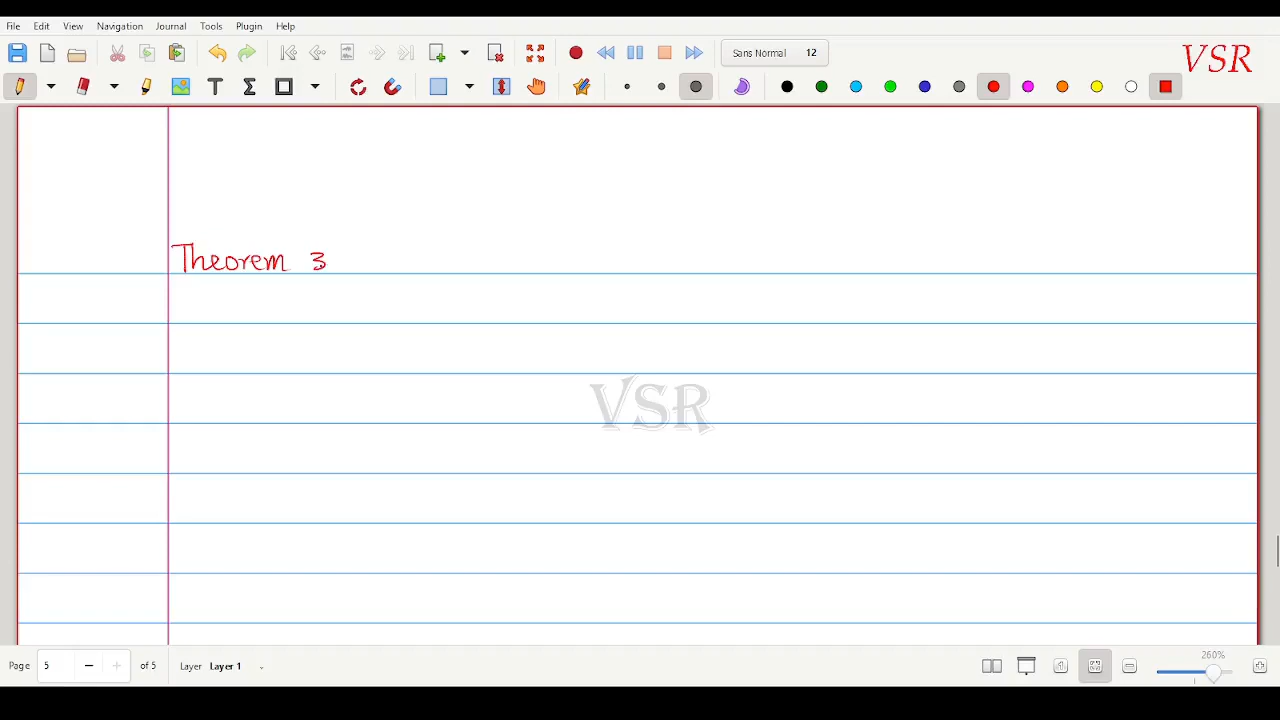 File Edit View Navigation Journal Tools Plugin Help
Sans Normal 12
VSR
Theorem 3
VSR
Page 5 of 5 Layer Layer 1 260%